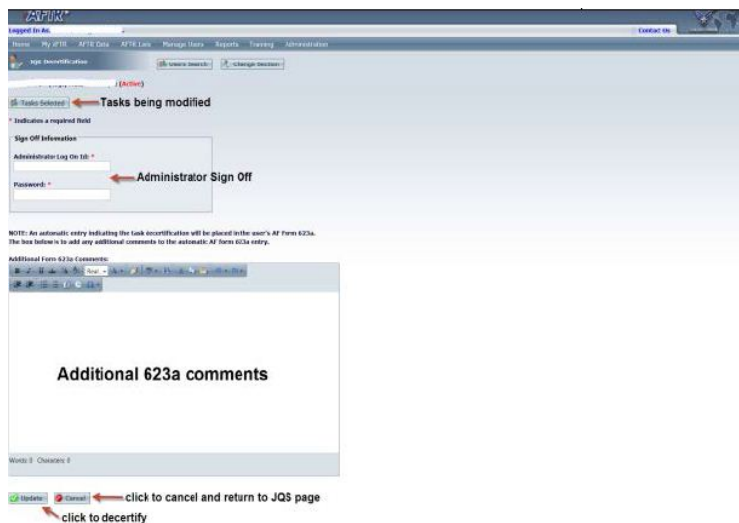 AFTR
Logged In As:
Contact Us
Home My AFTR AFTR Data AFTR Lists Manage Users Reports Training Administration
JQS Decertification
Users Search
Change Section
(Active)
Tasks Selected
Tasks being modified
* Indicates a required field
Sign Off Information
Administrator Log On Id: *
Administrator Sign Off
Password: *
NOTE: An automatic entry indicating the task decertification will be placed in the user's AF Form 623a.
The box below is to add any additional comments to the automatic AF form 623a entry.
Additional Form 623a Comments:
Real...
Additional 623a comments
Words: 0 Characters: 0
Update
Cancel
click to cancel and return to JQS page
click to decertify